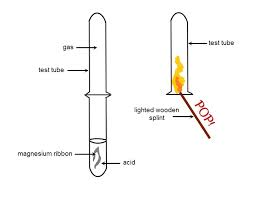 gas
test tube
magnesium ribbon
acid
test tube
lighted wooden
splint
POP!